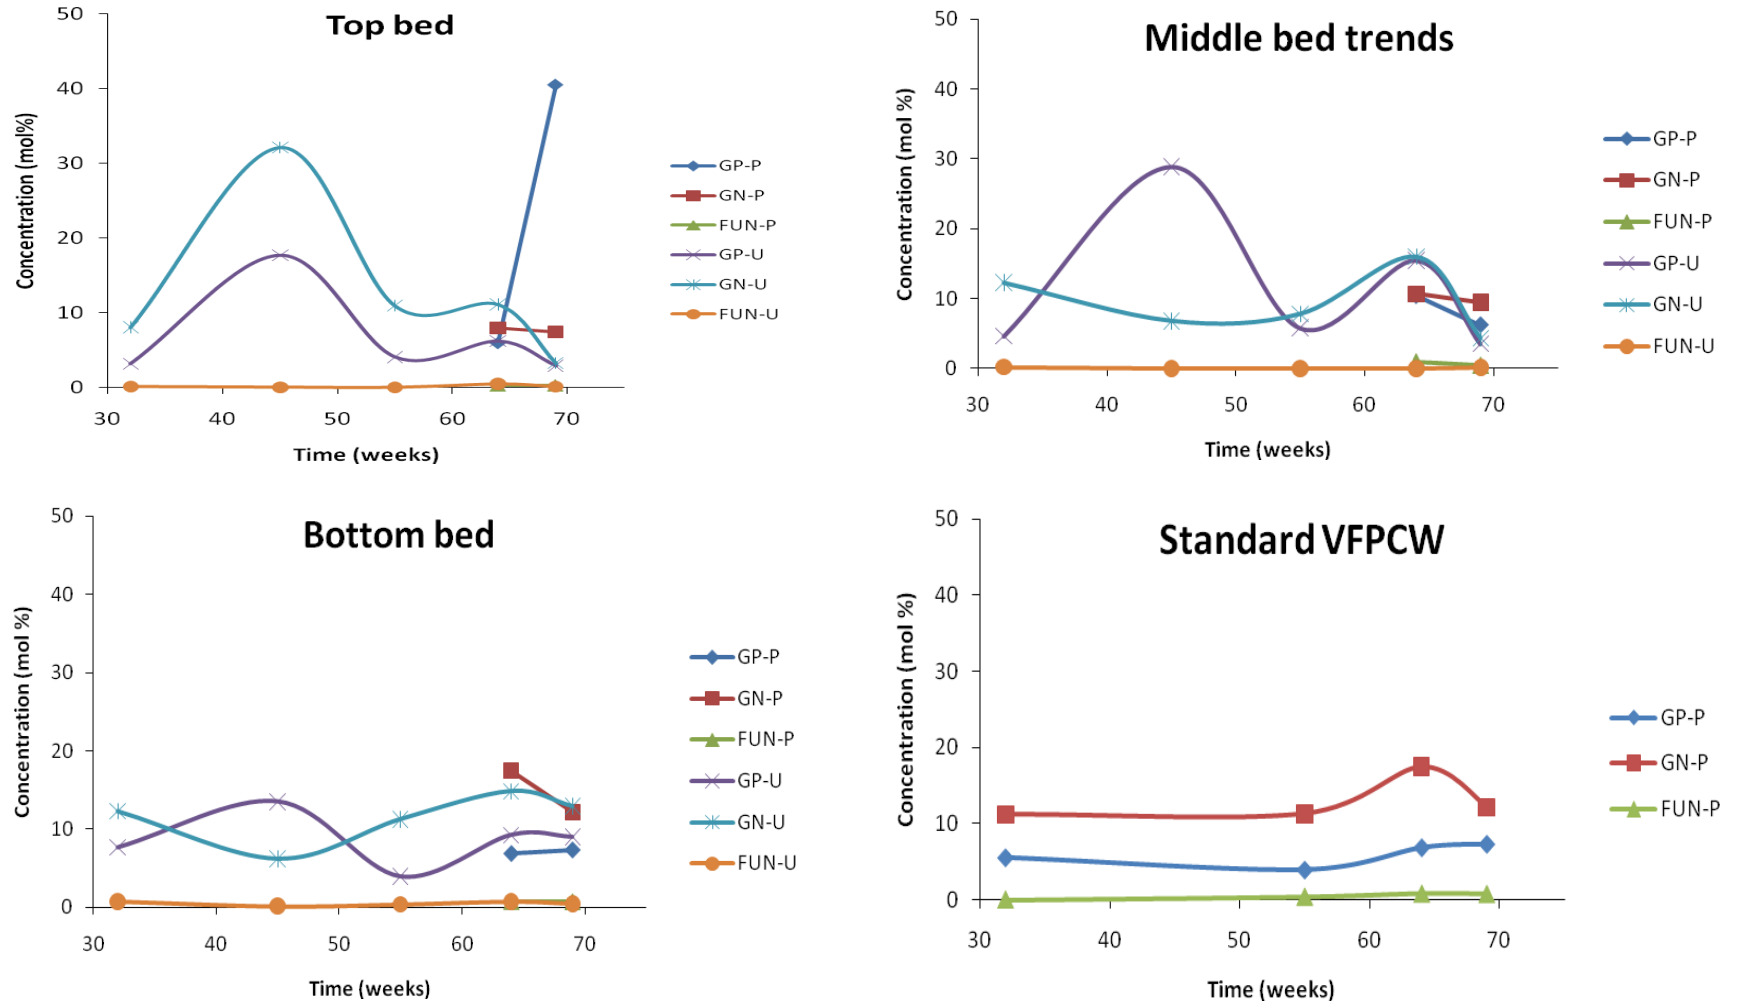 Top bed
Concentration (mol%)
50
40
30
20
10
0
30 40 50 60 70
Time (weeks)
GP-P
GN-P
FUN-P
GP-U
GN-U
FUN-U
Middle bed trends
Concentration (mol %)
50
40
30
20
10
0
30 40 50 60 70
Time (weeks)
GP-P
GN-P
FUN-P
GP-U
GN-U
FUN-U
Bottom bed
Concentration (mol %)
50
40
30
20
10
0
30 40 50 60 70
Time (weeks)
GP-P
GN-P
FUN-P
GP-U
GN-U
FUN-U
Standard VFPCW
Concentration (mol %)
50
40
30
20
10
0
30 40 50 60 70
Time (weeks)
GP-P
GN-P
FUN-P